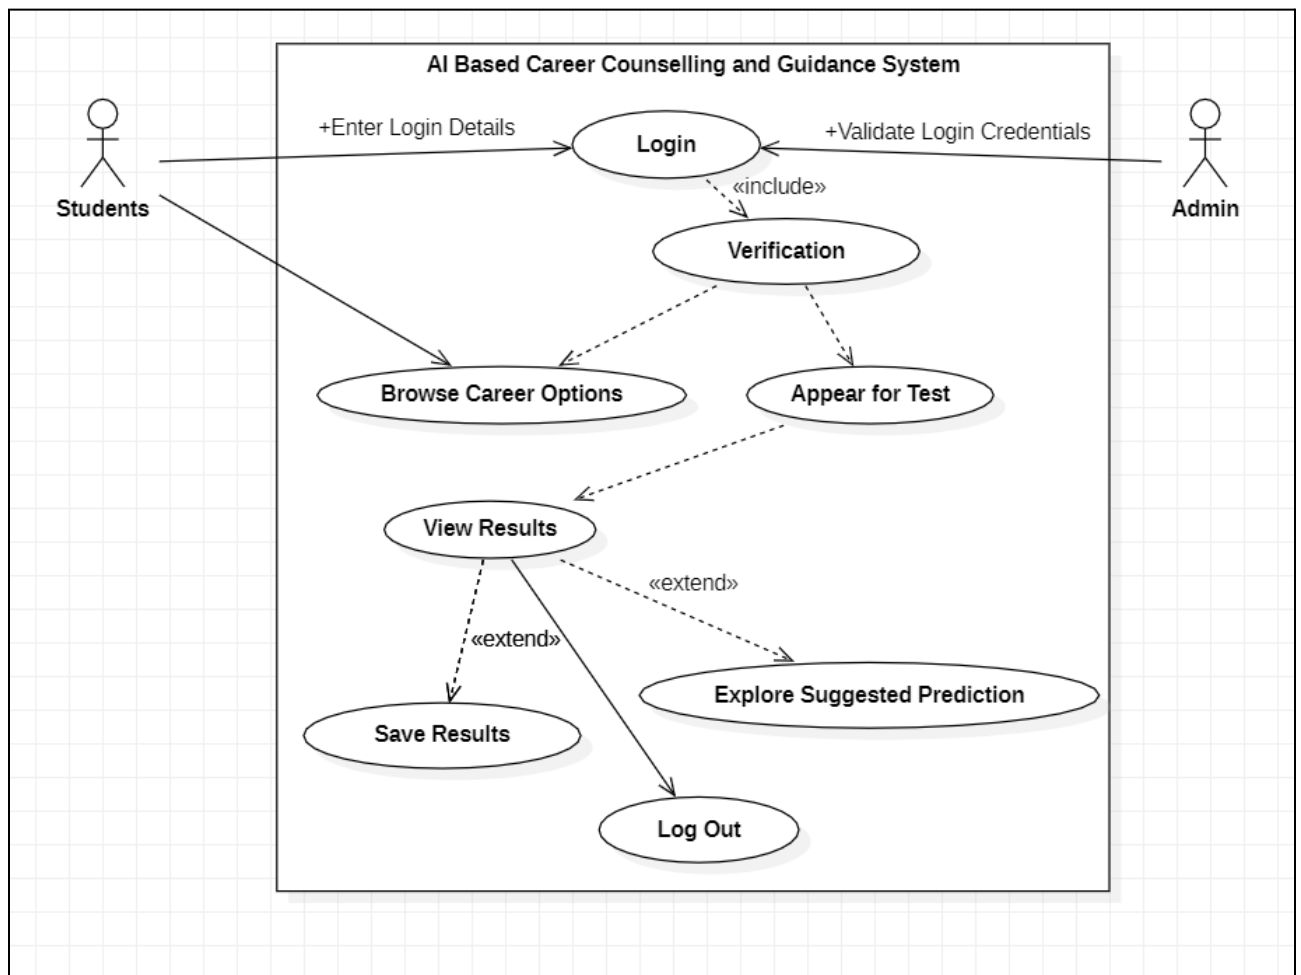 AI Based Career Counselling and Guidance System
+Enter Login Details
Login
+Validate Login Credentials
Students
«include»
Admin
Verification
Browse Career Options
Appear for Test
View Results
«extend»
«extend»
Explore Suggested Prediction
Save Results
Log Out